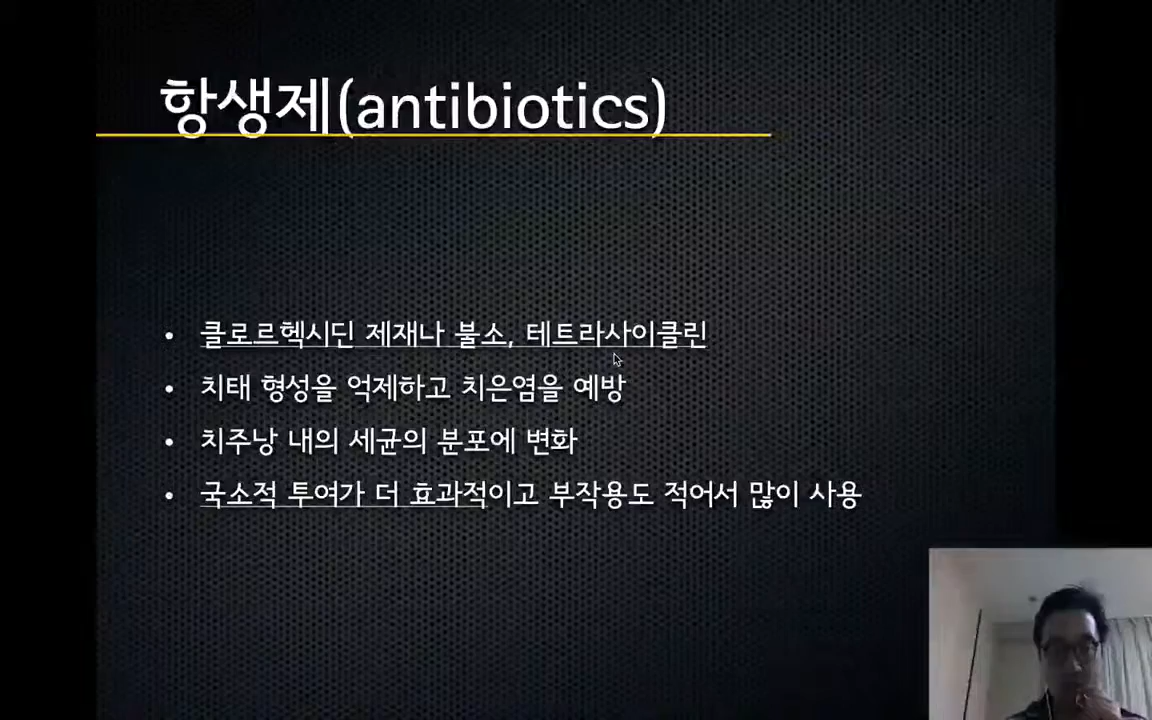 항생제(antibiotics)
• 클로르헥시딘 제재나 불소, 테트라사이클린
• 치태 형성을 억제하고 치은염을 예방
• 치주낭 내의 세균의 분포에 변화
• 국소적 투여가 더 효과적이고 부작용도 적어서 많이 사용